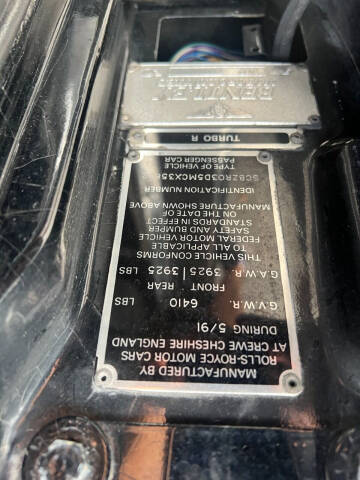 MANUFACTURED BY
ROLLS-ROYCE MOTOR CARS
AT CREWE CHESHIRE ENGLAND
DURING 5/91
G.V.W.R. 6410 LBS
FRONT REAR
G.A.W.R. 3925 3925 LBS
THIS VEHICLE CONFORMS
TO ALL APPLICABLE
FEDERAL MOTOR VEHICLE
SAFETY AND BUMPER
STANDARDS IN EFFECT
ON THE DATE OF
MANUFACTURE SHOWN ABOVE
IDENTIFICATION NUMBER
TYPE OF VEHICLE
PASSENGER CAR
TURBO R
BENTLEY